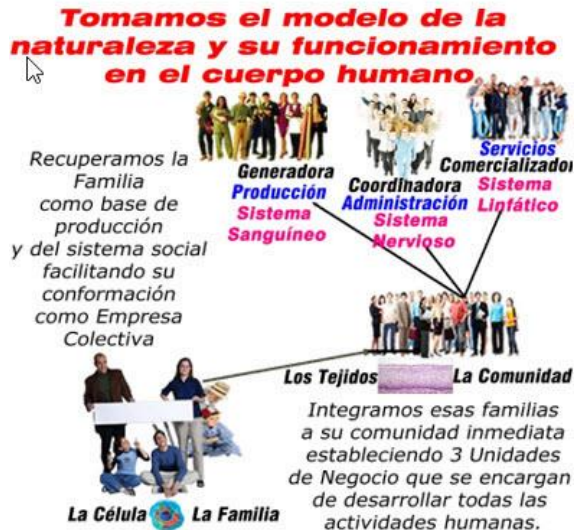 Tomamos el modelo de la
naturaleza y su funcionamiento
en el cuerpo humano
Recuperamos la
Familia
como base de
producción
y del sistema social
facilitando su
conformación
como Empresa
Colectiva
Generadora
Producción
Sistema
Sanguíneo
Coordinadora
Administración
Sistema
Nervioso
Servicios
Comercializador
Sistema
Linfático
Los Tejidos La Comunidad
La Célula La Familia
Integramos esas familias
a su comunidad inmediata
estableciendo 3 Unidades
de Negocio que se encargan
de desarrollar todas las
actividades humanas.